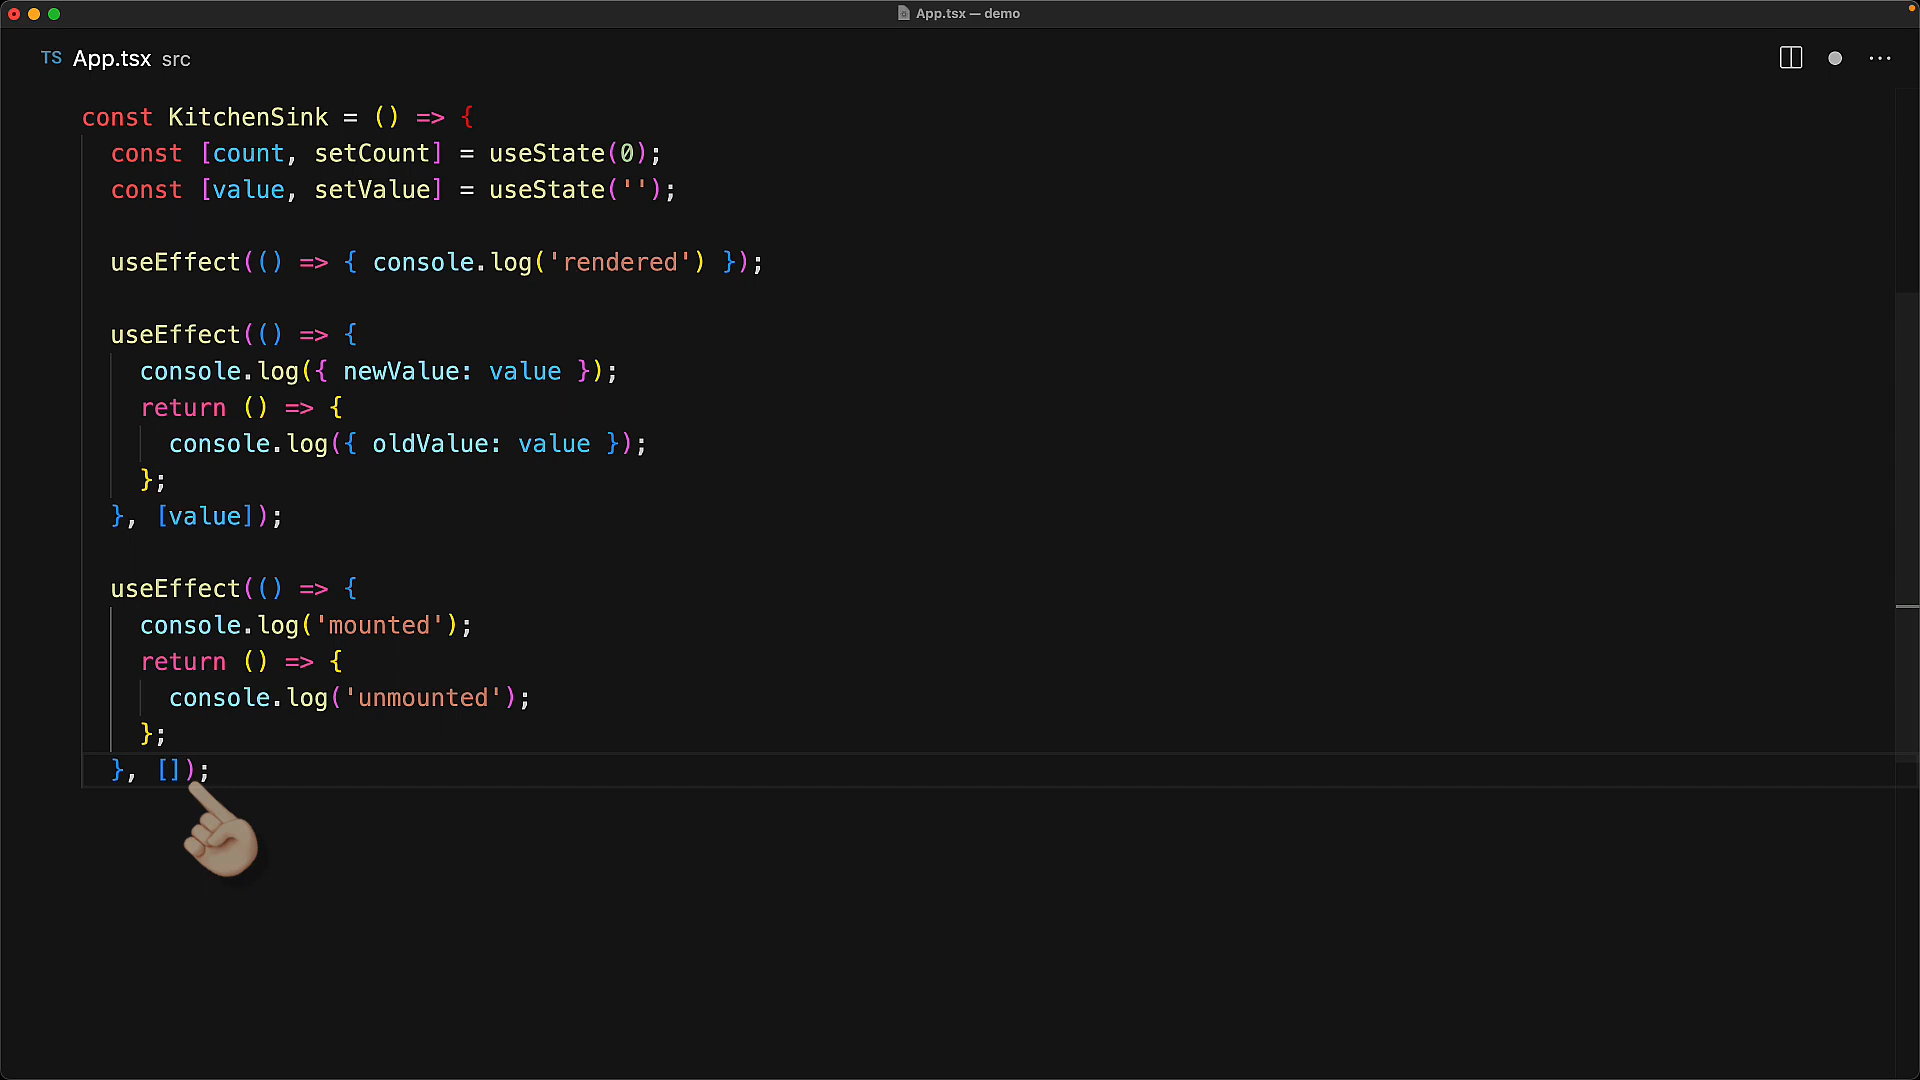 App.tsx — demo
TS App.tsx src
const KitchenSink = () => {
  const [count, setCount] = useState(0);
  const [value, setValue] = useState('');

  useEffect(() => { console.log('rendered') });

  useEffect(() => {
    console.log({ newValue: value });
    return () => {
      console.log({ oldValue: value });
    };
  }, [value]);

  useEffect(() => {
    console.log('mounted');
    return () => {
      console.log('unmounted');
    };
  }, []);